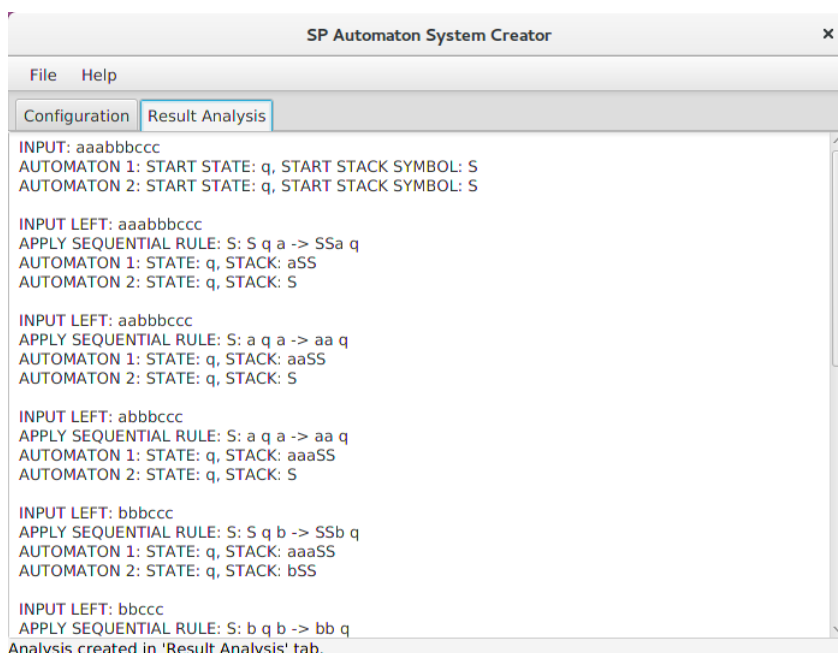 SP Automaton System Creator
×
File Help
Configuration Result Analysis
INPUT: aaabbbccc
AUTOMATON 1: START STATE: q, START STACK SYMBOL: S
AUTOMATON 2: START STATE: q, START STACK SYMBOL: S
INPUT LEFT: aaabbbccc
APPLY SEQUENTIAL RULE: S: S q a -> SSa q
AUTOMATON 1: STATE: q, STACK: aSS
AUTOMATON 2: STATE: q, STACK: S
INPUT LEFT: aabbbccc
APPLY SEQUENTIAL RULE: S: a q a -> aa q
AUTOMATON 1: STATE: q, STACK: aaSS
AUTOMATON 2: STATE: q, STACK: S
INPUT LEFT: abbbccc
APPLY SEQUENTIAL RULE: S: a q a -> aa q
AUTOMATON 1: STATE: q, STACK: aaaSS
AUTOMATON 2: STATE: q, STACK: S
INPUT LEFT: bbbccc
APPLY SEQUENTIAL RULE: S: S q b -> SSb q
AUTOMATON 1: STATE: q, STACK: aaaSS
AUTOMATON 2: STATE: q, STACK: bSS
INPUT LEFT: bbccc
APPLY SEQUENTIAL RULE: S: b q b -> bb q
Analysis created in 'Result Analysis' tab.